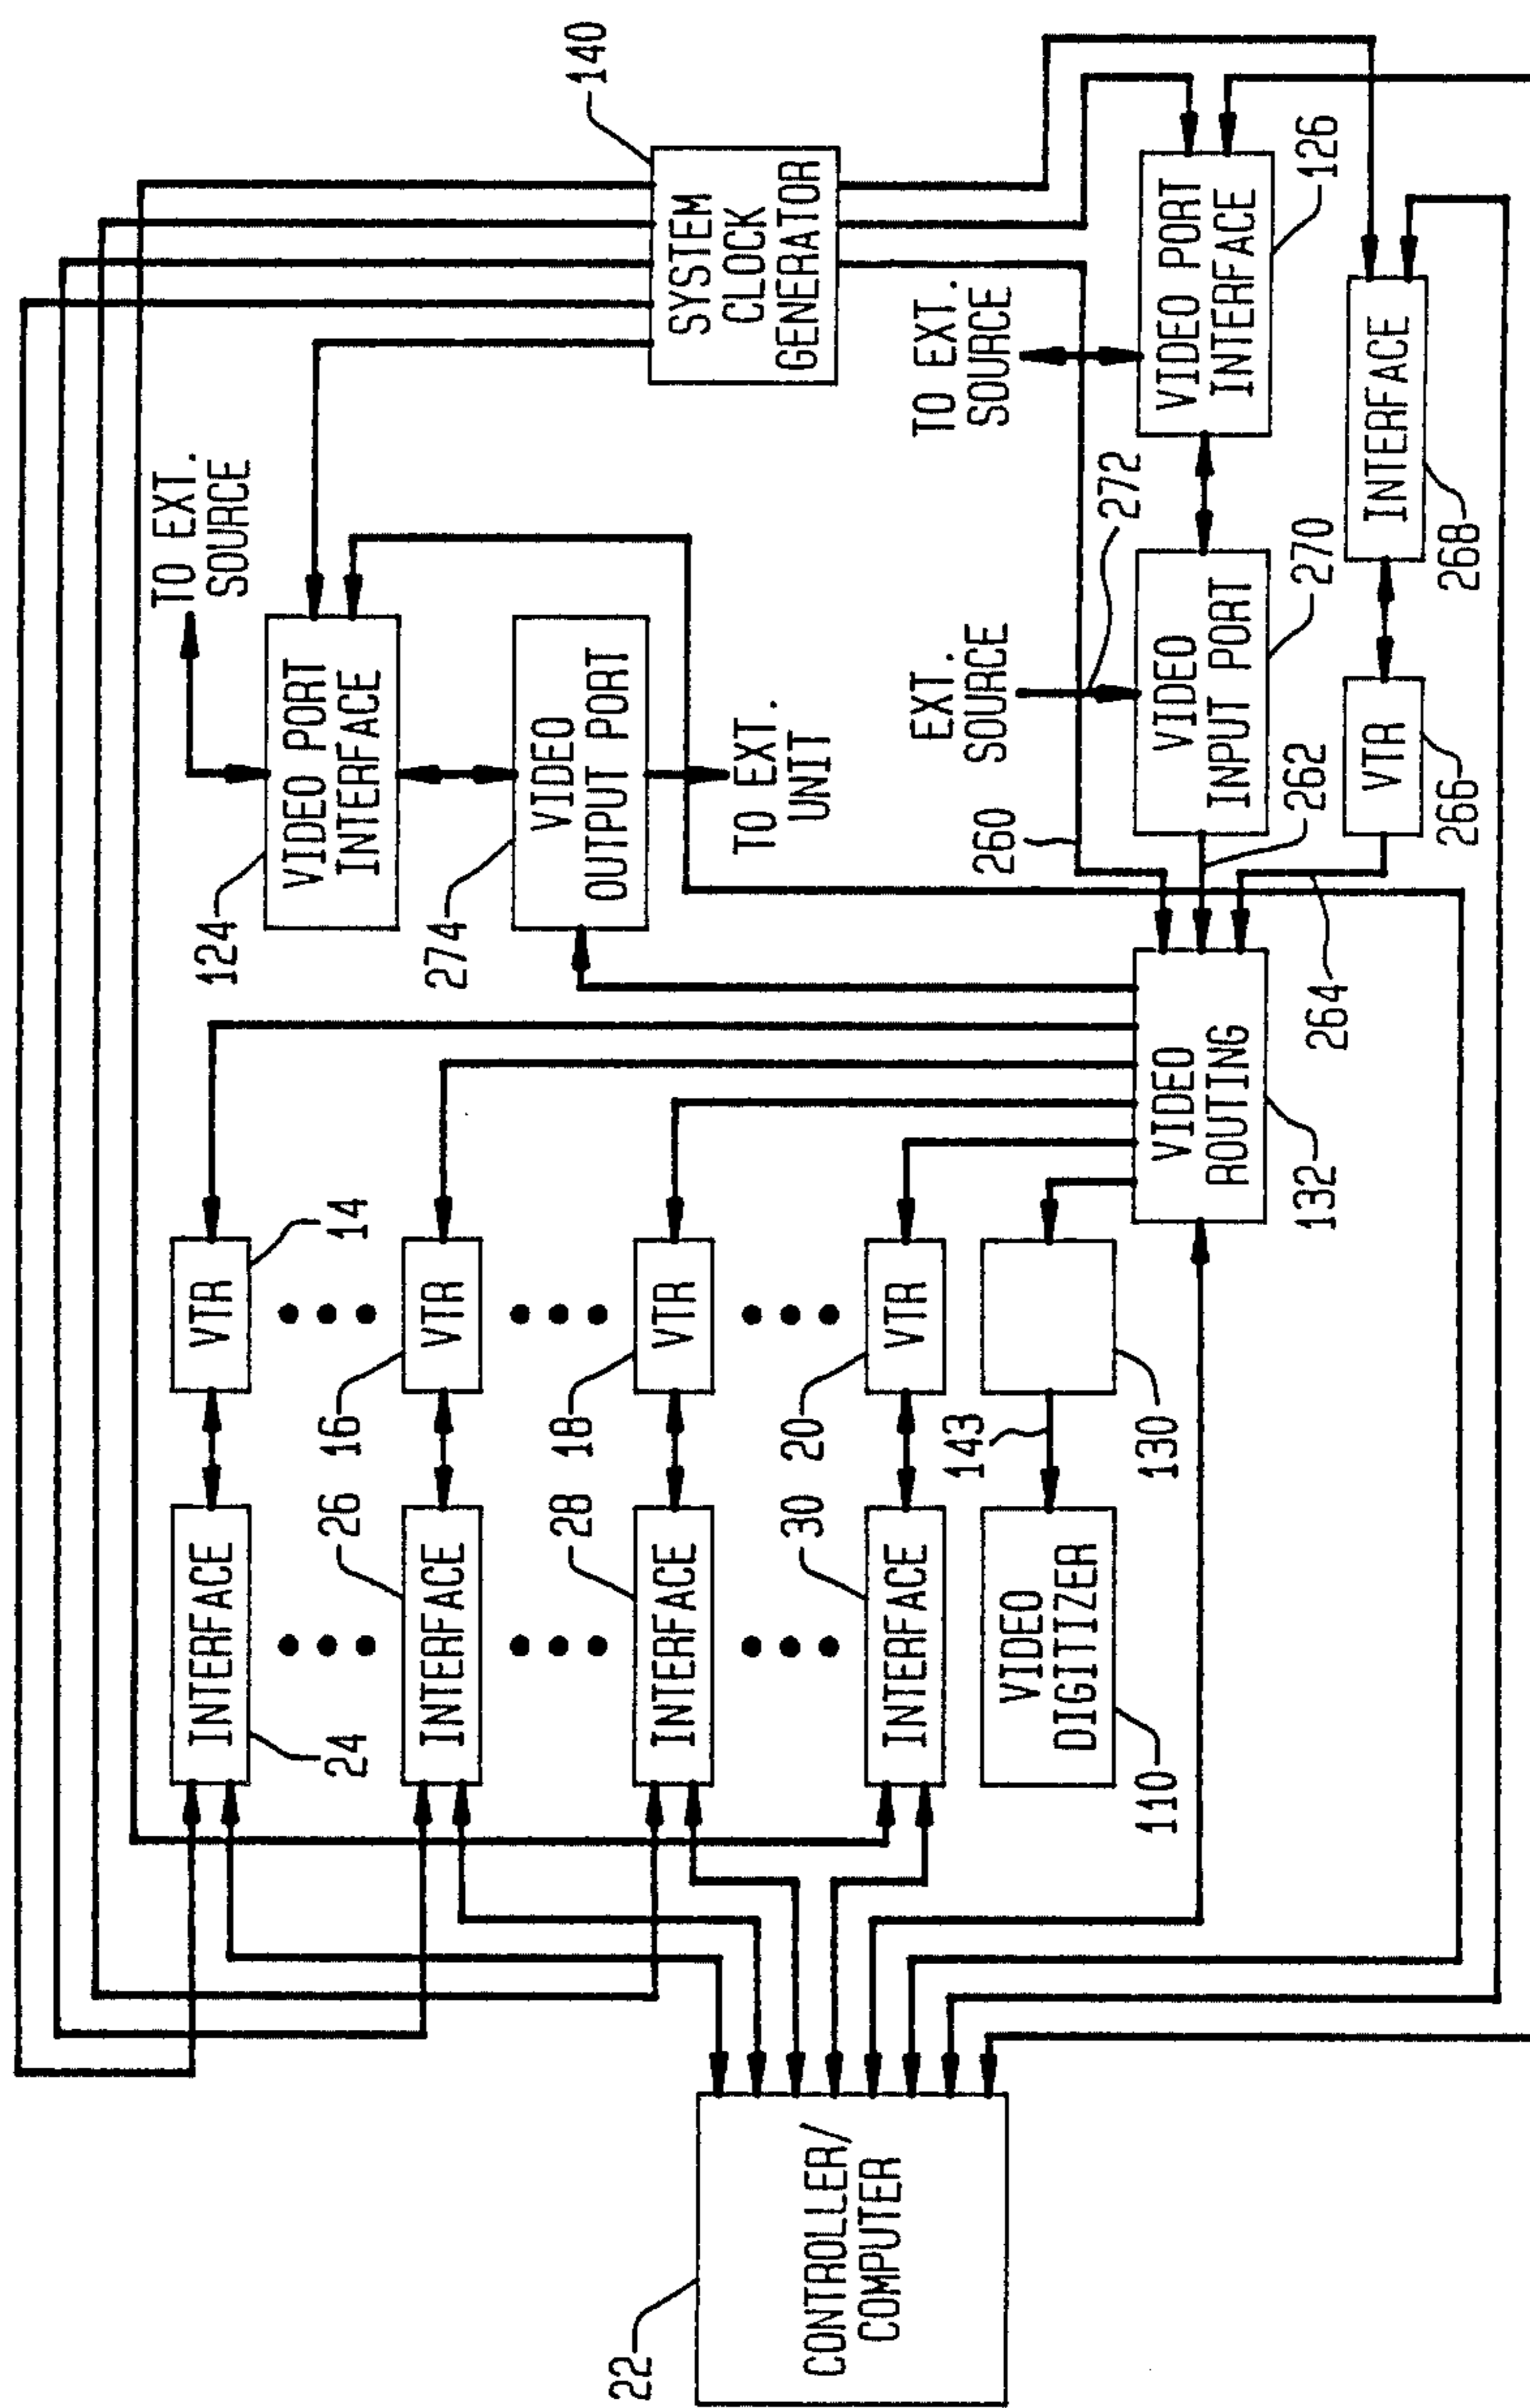 140
SYSTEM
CLOCK
GENERATOR
TO EXT.
SOURCE
VIDEO PORT
INTERFACE
124
VIDEO
OUTPUT PORT
274
TO EXT.
UNIT
TO EXT.
SOURCE
VIDEO PORT
INTERFACE
126
EXT.
SOURCE
272
VIDEO
INPUT PORT
270
260
262
INTERFACE
268
VTR
266
264
VIDEO
ROUTING
132
VTR
14
VTR
16
VTR
18
VTR
20
130
143
INTERFACE
24
INTERFACE
26
INTERFACE
28
INTERFACE
30
VIDEO
DIGITIZER
110
CONTROLLER/
COMPUTER
22